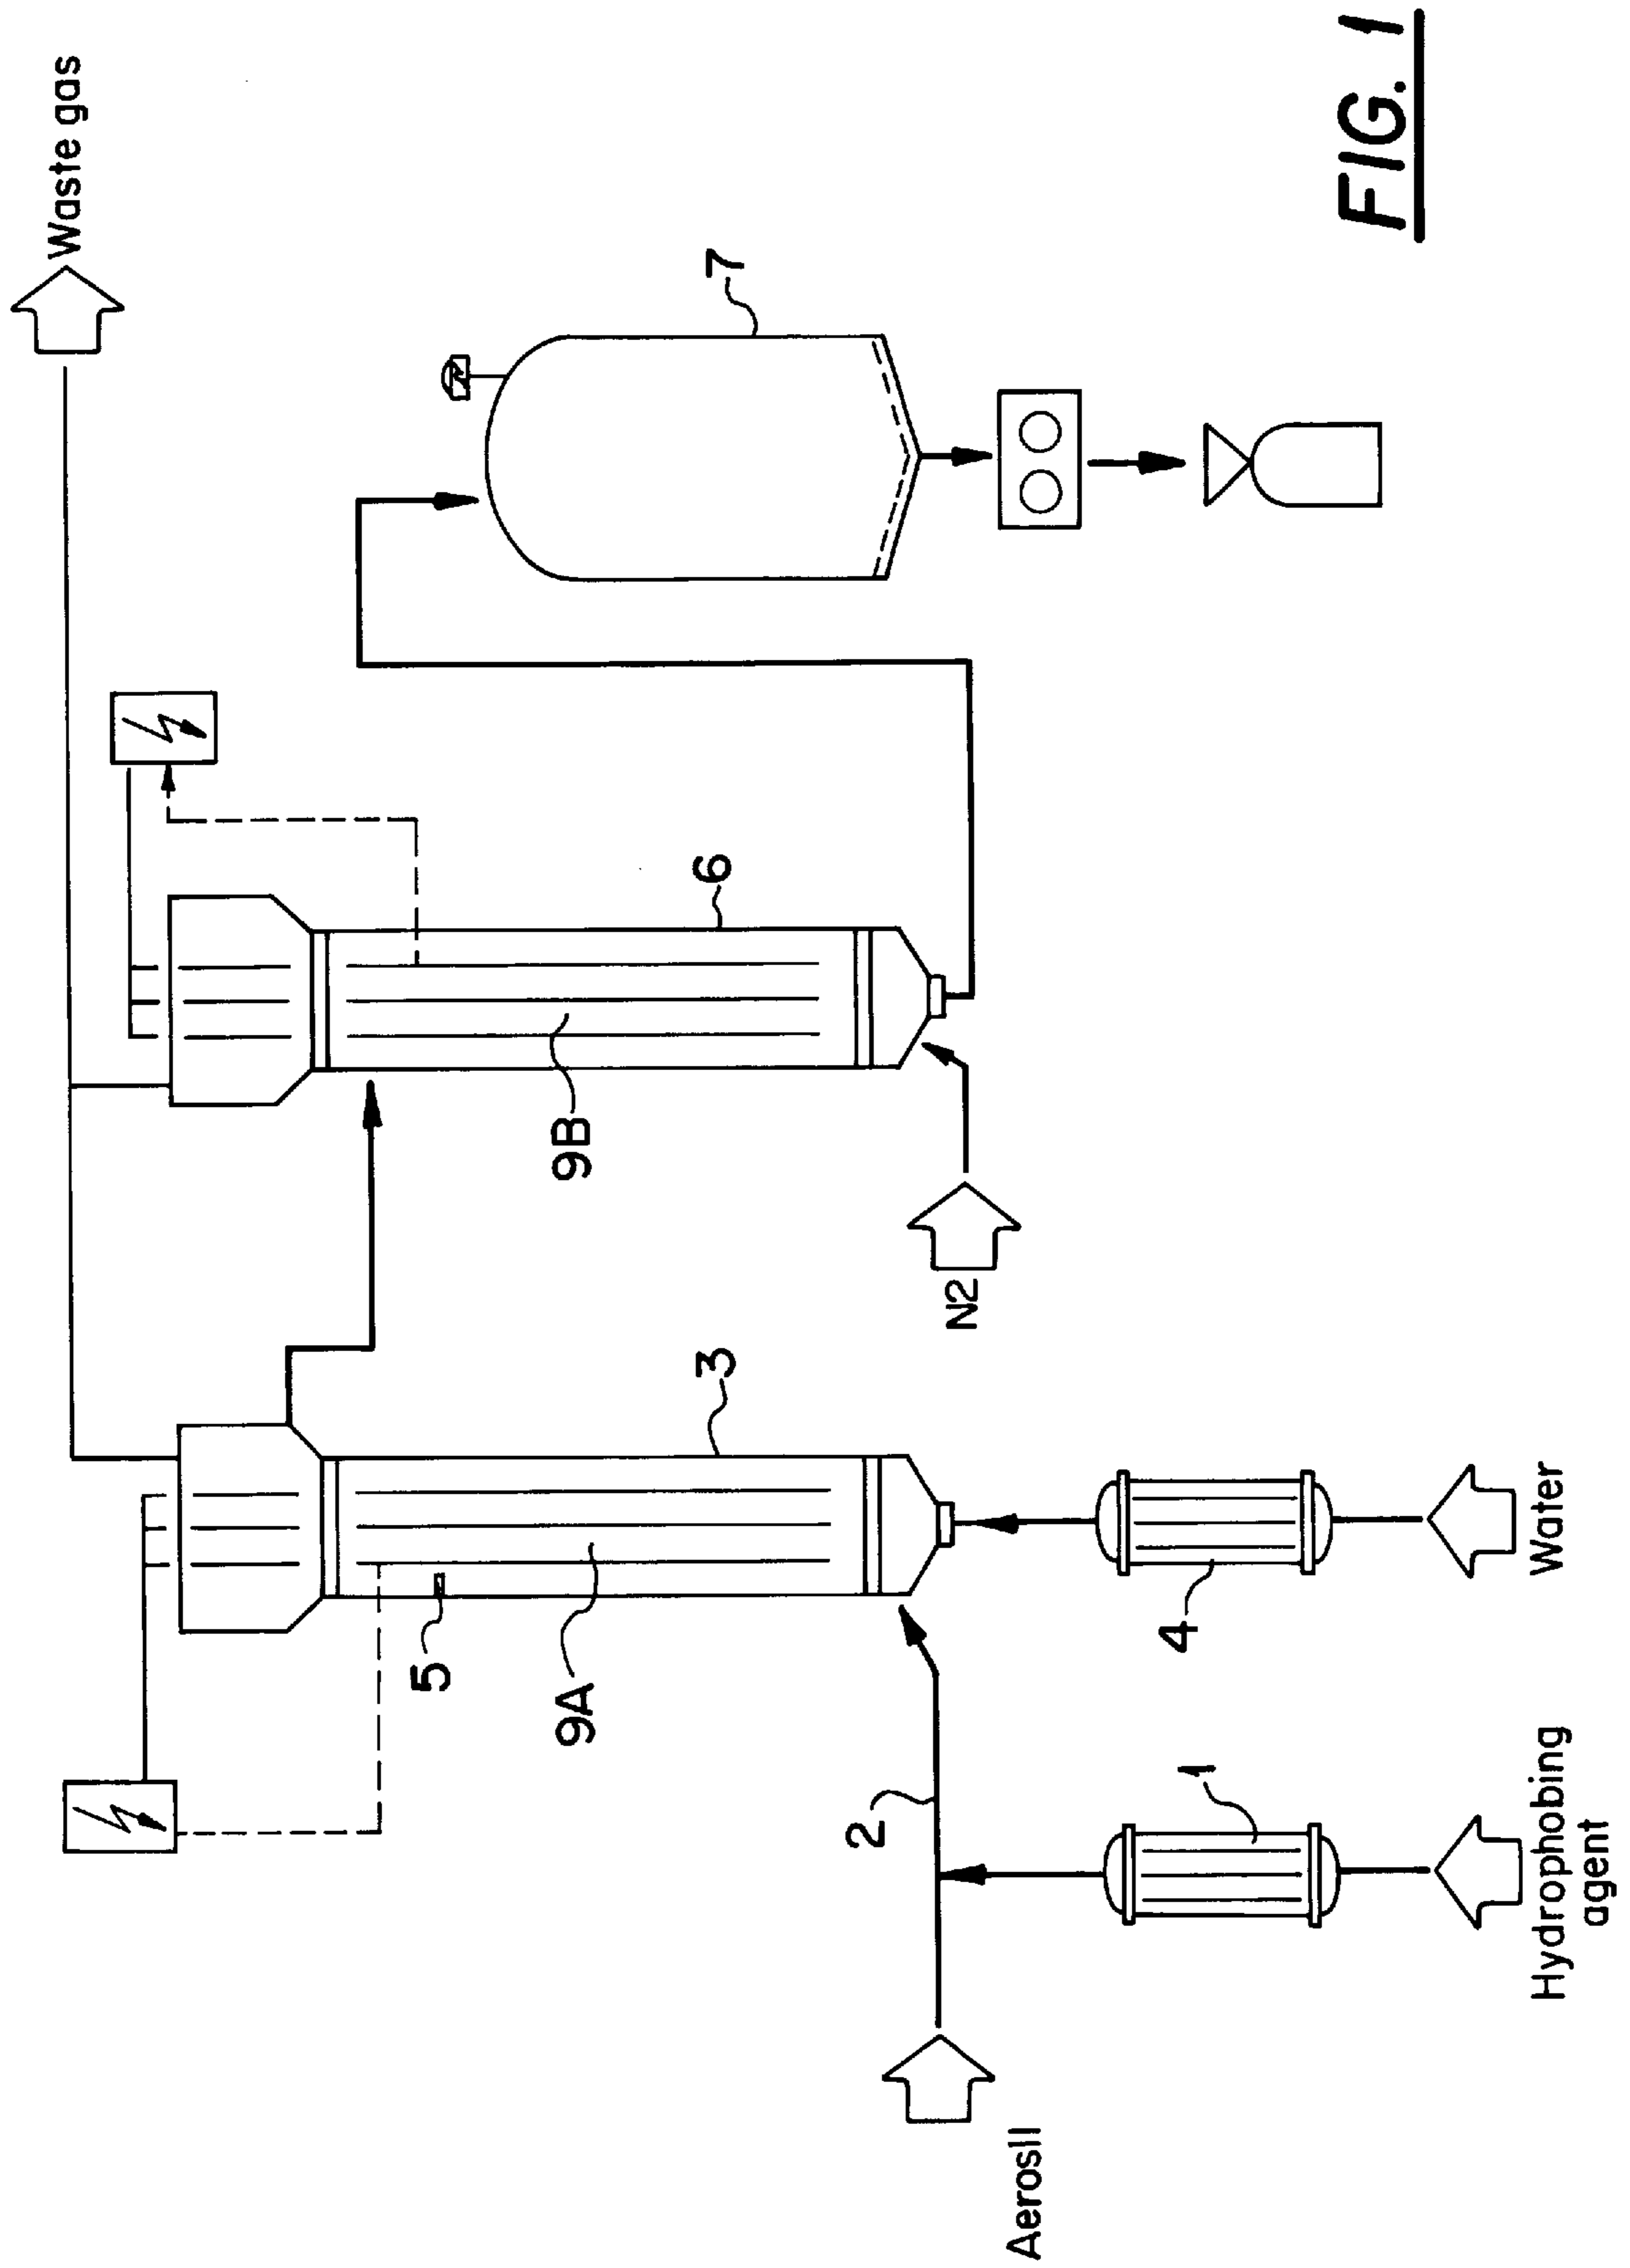 Waste gas
5
9A
9B
3
6
7
2
N2
Aerosil
1
4
FIG. 1
Hydrophobing
agent
Water